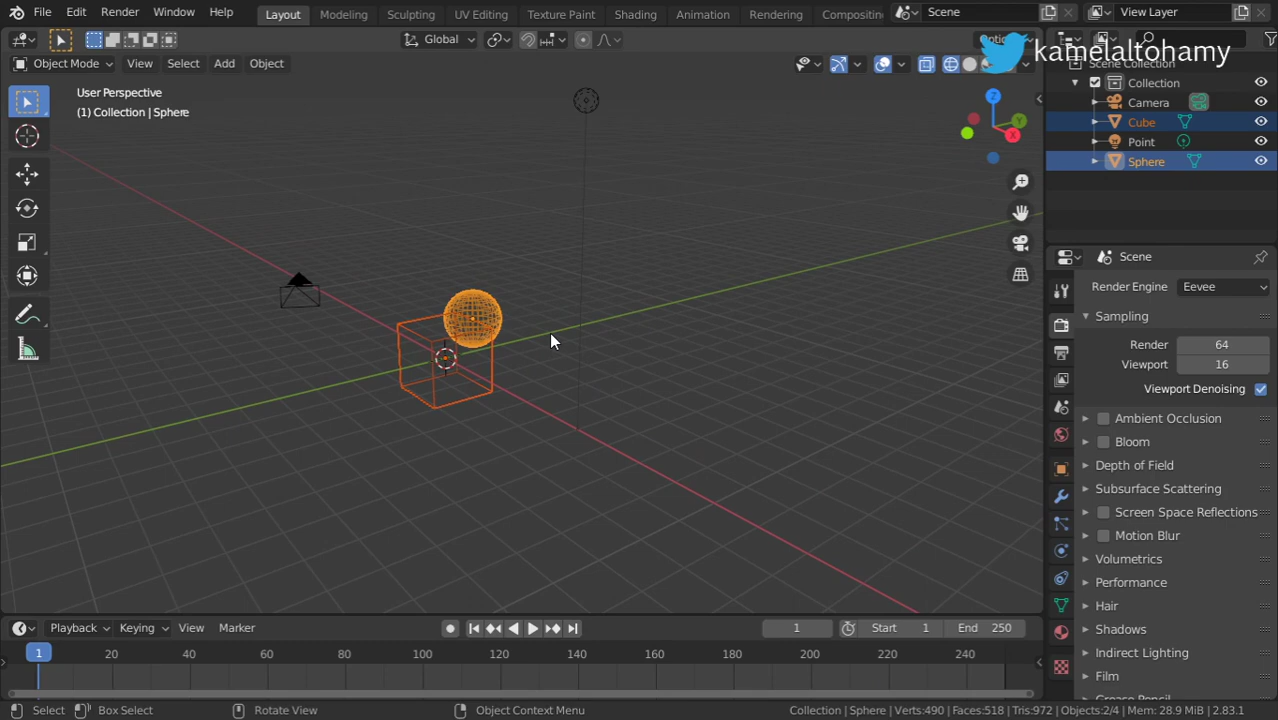 File Edit Render Window Help Layout Modeling Sculpting UV Editing Texture Paint Shading Animation Rendering Compositing Scene View Layer
Global Options
kamelaltohamy
Object Mode View Select Add Object
User Perspective
(1) Collection | Sphere
Z
Y
X
Scene Collection
Collection
Camera
Cube
Point
Sphere
Scene
Render Engine Eevee
Sampling
Render 64
Viewport 16
Viewport Denoising
Ambient Occlusion
Bloom
Depth of Field
Subsurface Scattering
Screen Space Reflections
Motion Blur
Volumetrics
Performance
Hair
Shadows
Indirect Lighting
Film
Grease Pencil
Playback Keying View Marker 1 Start 1 End 250
1 20 40 60 80 100 120 140 160 180 200 220 240
Select Box Select Rotate View Object Context Menu Collection | Sphere | Verts:490 | Faces:518 | Tris:972 | Objects:2/4 | Mem: 28.9 MiB | 2.83.1